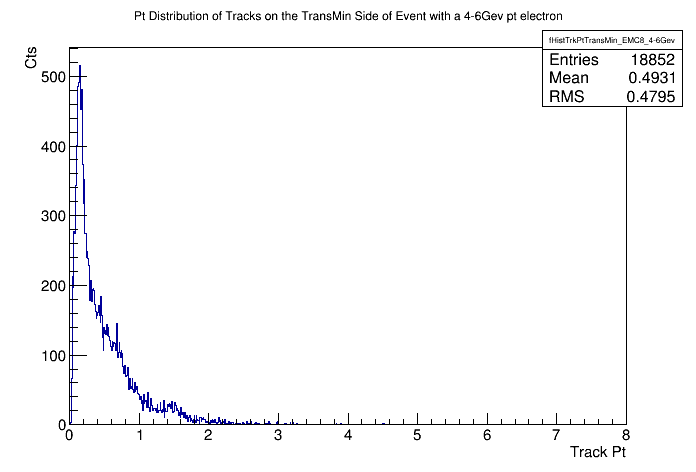 Pt Distribution of Tracks on the TransMin Side of Event with a 4-6Gev pt electron
Cts
fHistTrkPtTransMin_EMC8_4-6Gev
Entries 18852
Mean 0.4931
RMS 0.4795
500
400
300
200
100
0
0 1 2 3 4 5 6 7 8
Track Pt